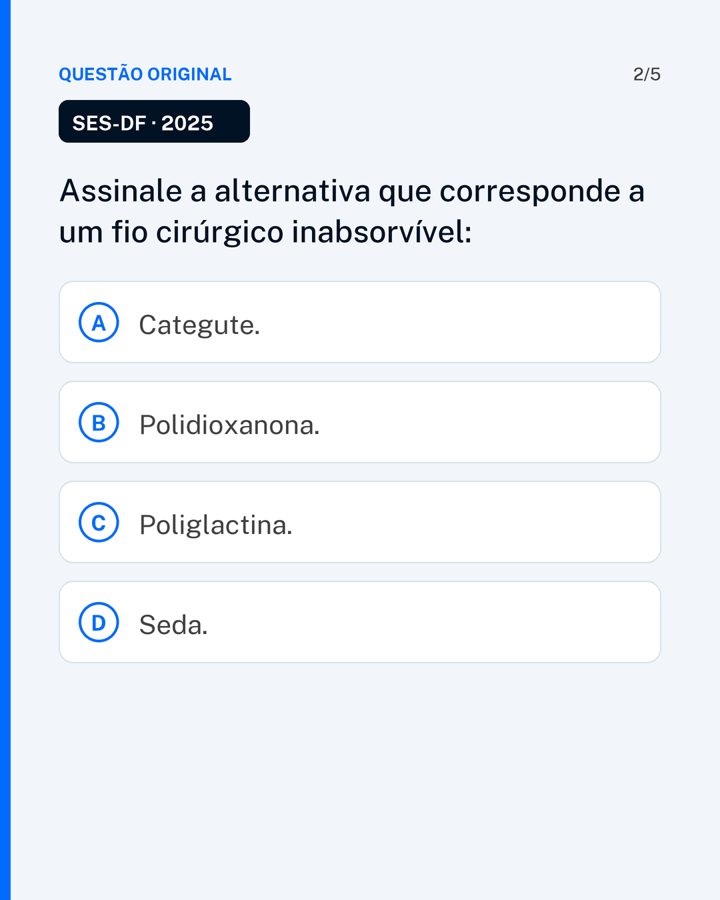 QUESTÃO ORIGINAL
2/5
SES-DF · 2025
Assinale a alternativa que corresponde a
um fio cirúrgico inabsorvível:
A Categute.
B Polidioxanona.
C Poliglactina.
D Seda.